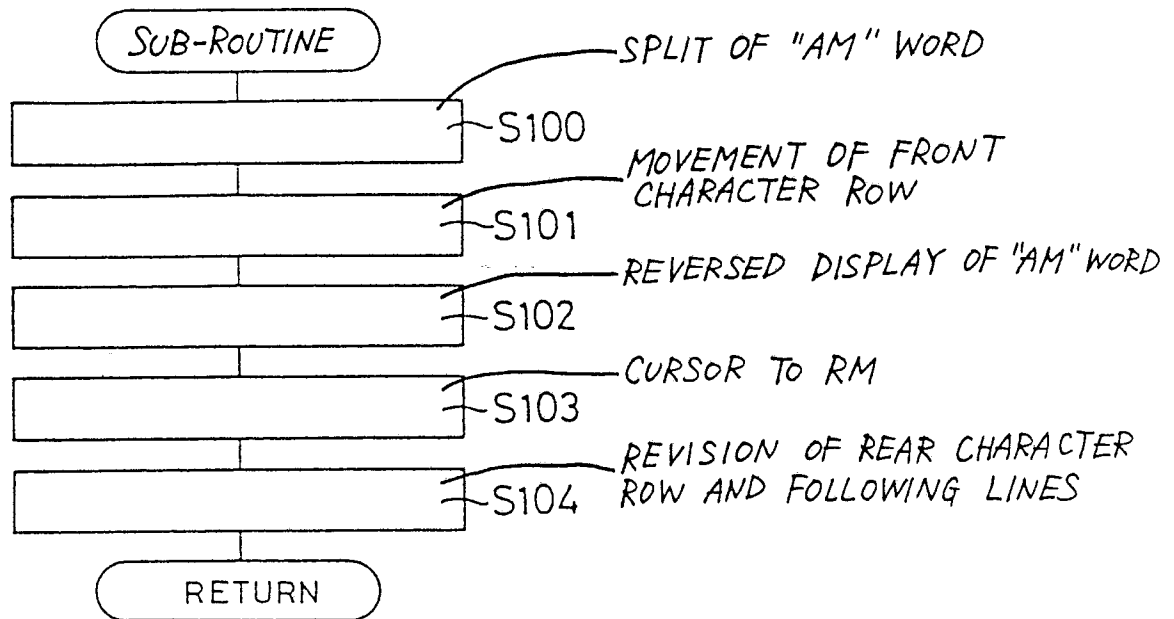 SUB-ROUTINE
SPLIT OF "AM" WORD
S100
MOVEMENT OF FRONT
CHARACTER ROW
S101
REVERSED DISPLAY OF "AM" WORD
S102
CURSOR TO RM
S103
REVISION OF REAR CHARACTER
ROW AND FOLLOWING LINES
S104
RETURN